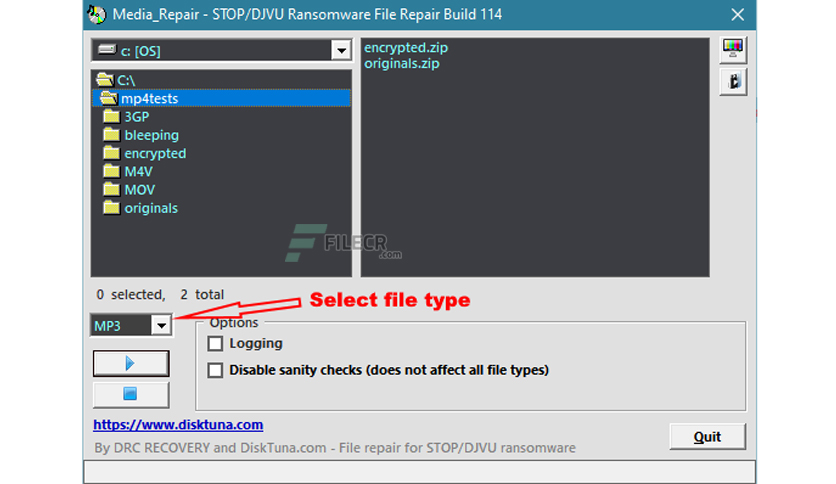 Media_Repair - STOP/DJVU Ransomware File Repair Build 114
c: [OS]
C:\
mp4tests
3GP
bleeping
encrypted
M4V
MOV
originals
encrypted.zip
originals.zip
FILECR
.com
0 selected, 2 total
Select file type
MP3
Options
Logging
Disable sanity checks (does not affect all file types)
https://www.disktuna.com
By DRC RECOVERY and DiskTuna.com - File repair for STOP/DJVU ransomware
Quit